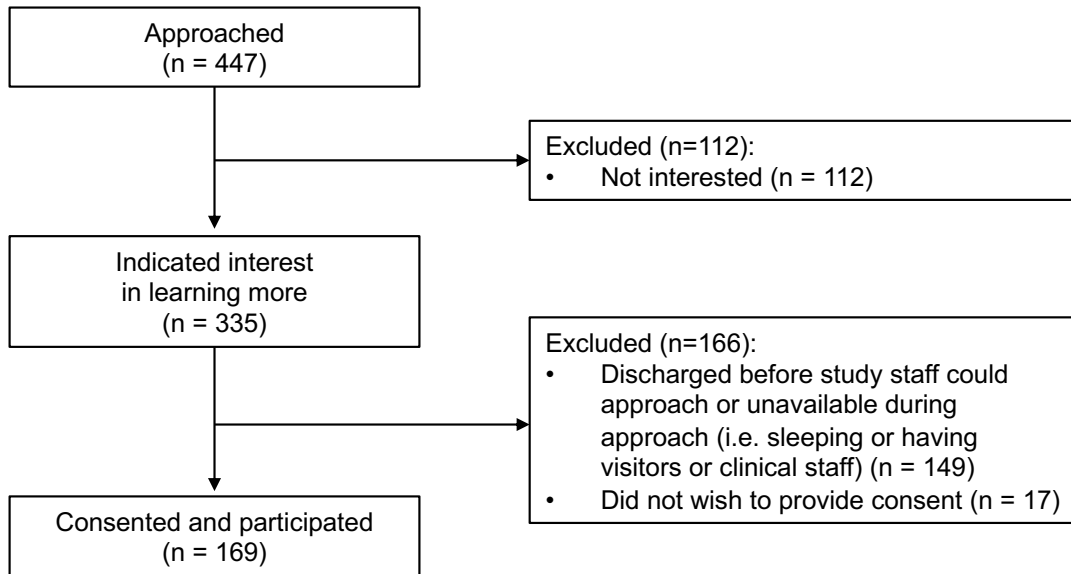 Approached
(n = 447)
Excluded (n=112):
• Not interested (n = 112)
Indicated interest
in learning more
(n = 335)
Excluded (n=166):
• Discharged before study staff could
approach or unavailable during
approach (i.e. sleeping or having
visitors or clinical staff) (n = 149)
• Did not wish to provide consent (n = 17)
Consented and participated
(n = 169)